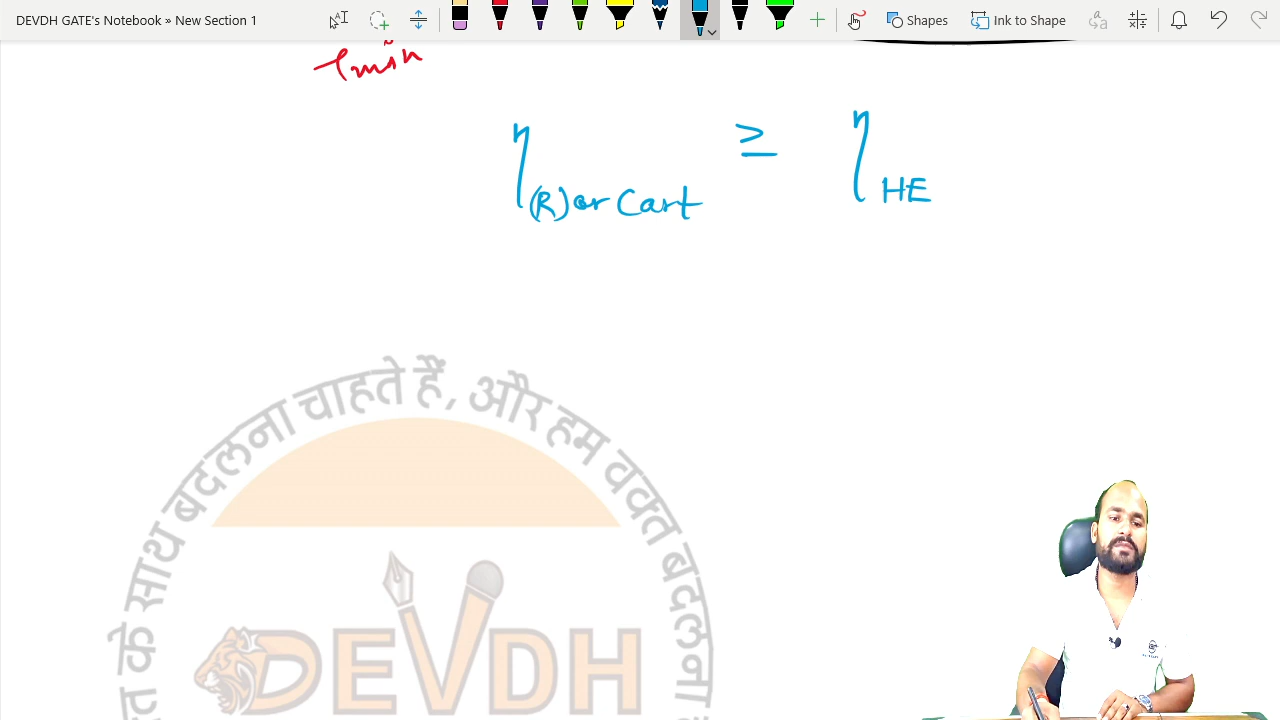 DEVDH GATE's Notebook » New Section 1
Shapes
Ink to Shape
Tmin
η(R) or Cart ≥ ηHE
के साथ बदलना चाहते हैं, और हम वक्त बदलना
DEVDH